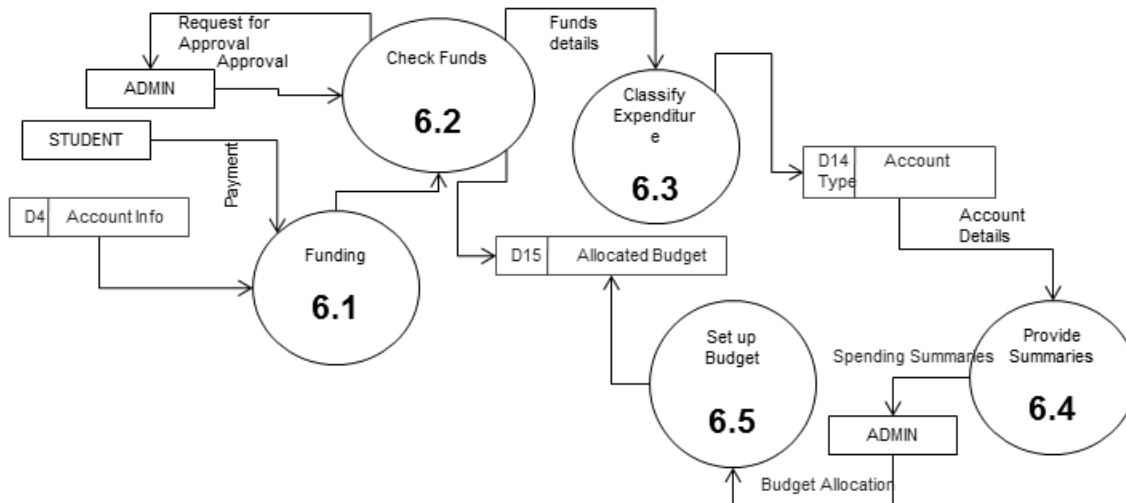 Request for
Approval
Approval
ADMIN
STUDENT
Payment
D4 Account Info
Funding
6.1
Check Funds
6.2
Funds
details
Classify
Expenditur
e
6.3
D14 Account
Type
Account
Details
D15 Allocated Budget
Set up
Budget
6.5
Spending Summaries
Provide
Summaries
6.4
ADMIN
Budget Allocation